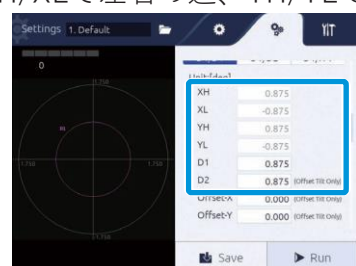 Settings 1. Default
0
1.750
1.750
1.750
1.750
Unit:[deg]
XH 0.875
XL -0.875
YH 0.875
YL -0.875
D1 0.875
D2 0.875 (Offset Tilt Only)
Offset-X 0.000 (Offset Tilt Only)
Offset-Y 0.000 (Offset Tilt Only)
Save
Run